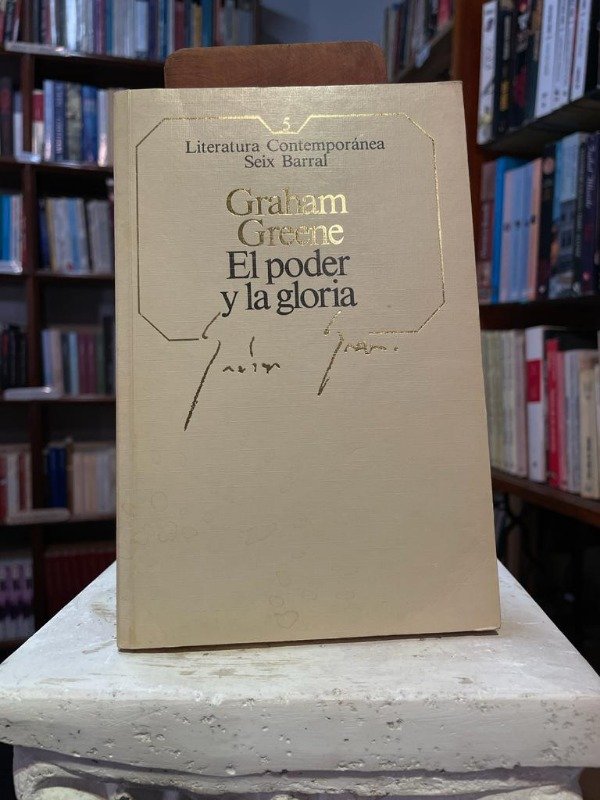 5
Literatura Contemporánea
Seix Barral
Graham
Greene
El poder
y la gloria